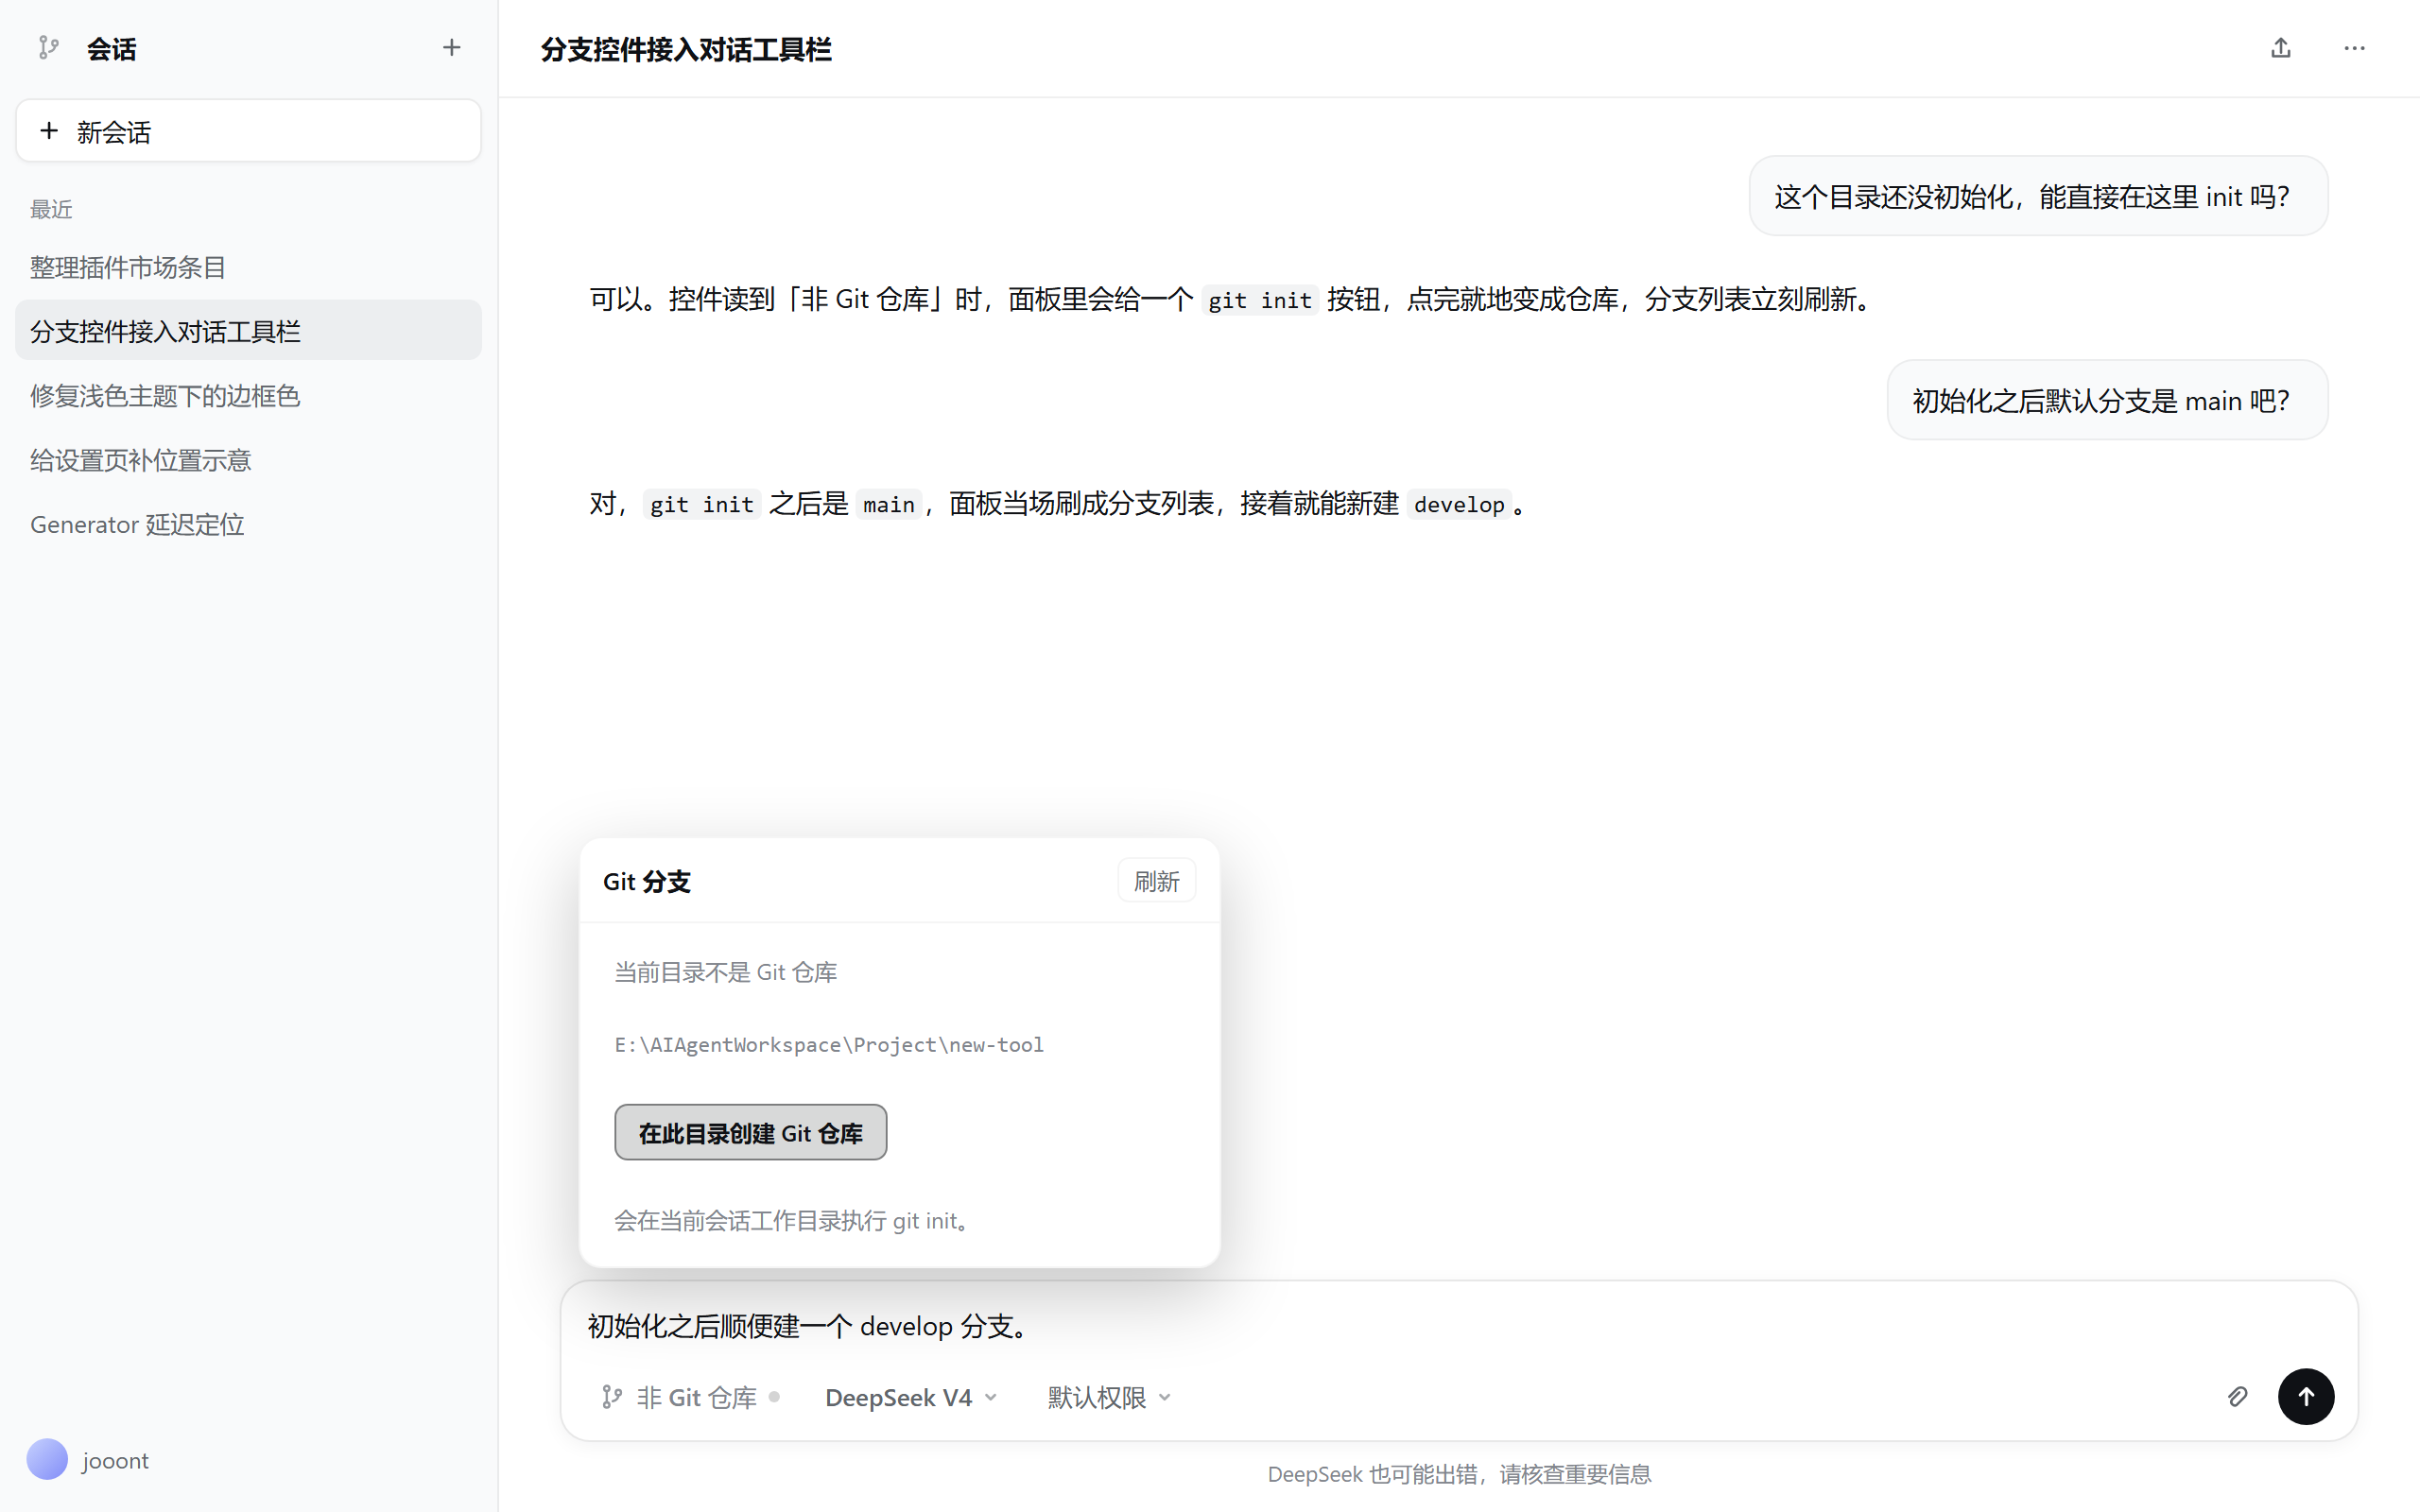 会话
新会话
最近
整理插件市场条目
分支控件接入对话工具栏
修复浅色主题下的边框色
给设置页补位置示意
Generator 延迟定位
jooont
分支控件接入对话工具栏
这个目录还没初始化，能直接在这里 init 吗？
可以。控件读到「非 Git 仓库」时，面板里会给一个 git init 按钮，点完就地变成仓库，分支列表立刻刷新。
初始化之后默认分支是 main 吧？
对，git init 之后是 main，面板当场刷成分支列表，接着就能新建 develop。
Git 分支
刷新
当前目录不是 Git 仓库
E:\AIAgentWorkspace\Project\new-tool
在此目录创建 Git 仓库
会在当前会话工作目录执行 git init。
初始化之后顺便建一个 develop 分支。
非 Git 仓库
DeepSeek V4
默认权限
DeepSeek 也可能出错，请核查重要信息